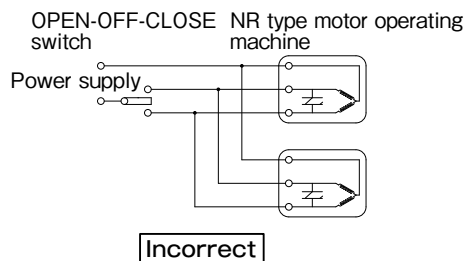 OPEN-OFF-CLOSE switch
NR type motor operating machine
Power supply
Incorrect